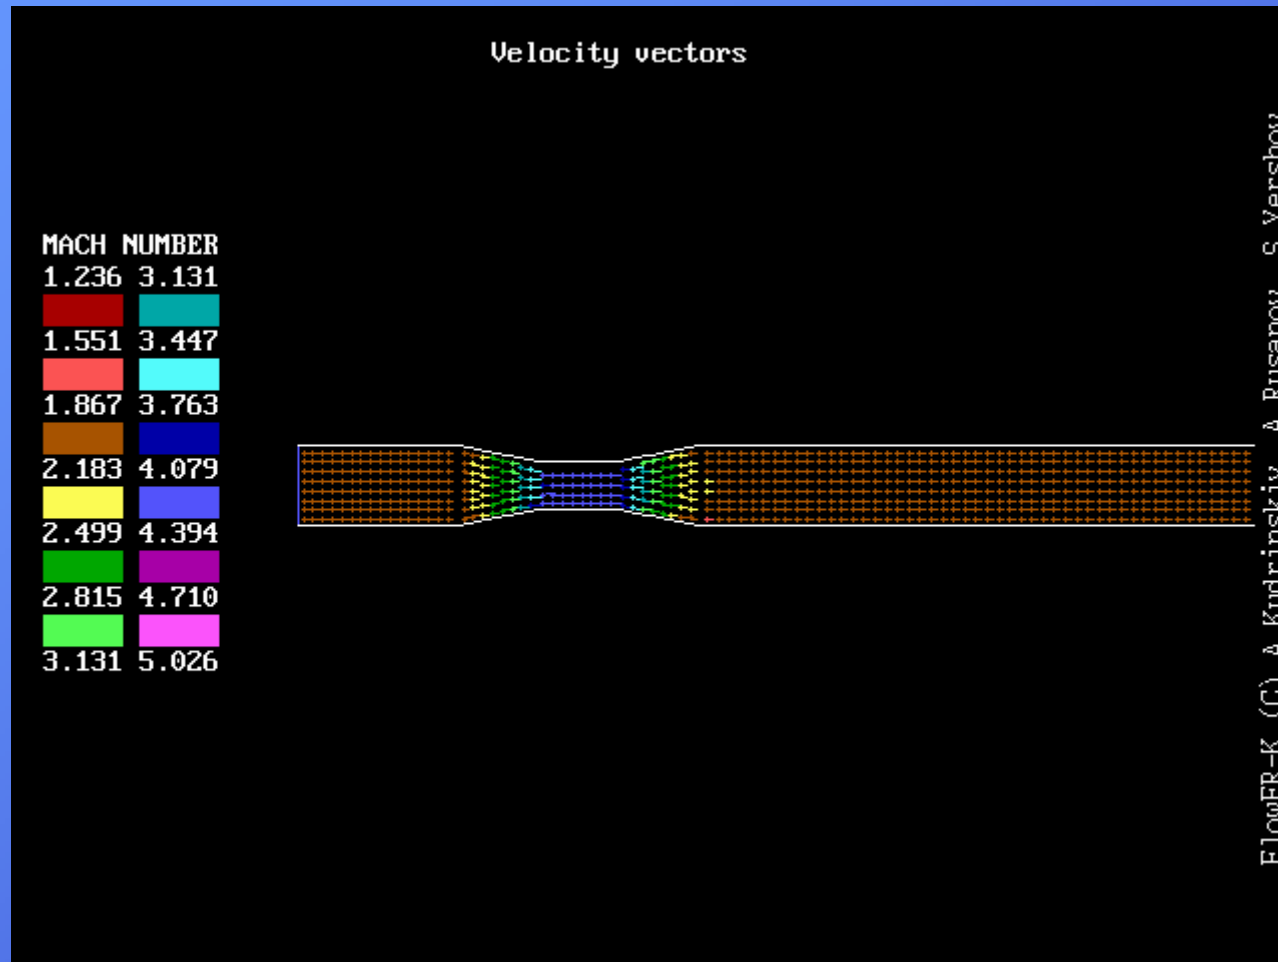 Velocity vectors
MACH NUMBER
1.236 3.131
1.551 3.447
1.867 3.763
2.183 4.079
2.499 4.394
2.815 4.710
3.131 5.026
FlowER-K (C) A Kudrinskiy A Rusanov S Yershov